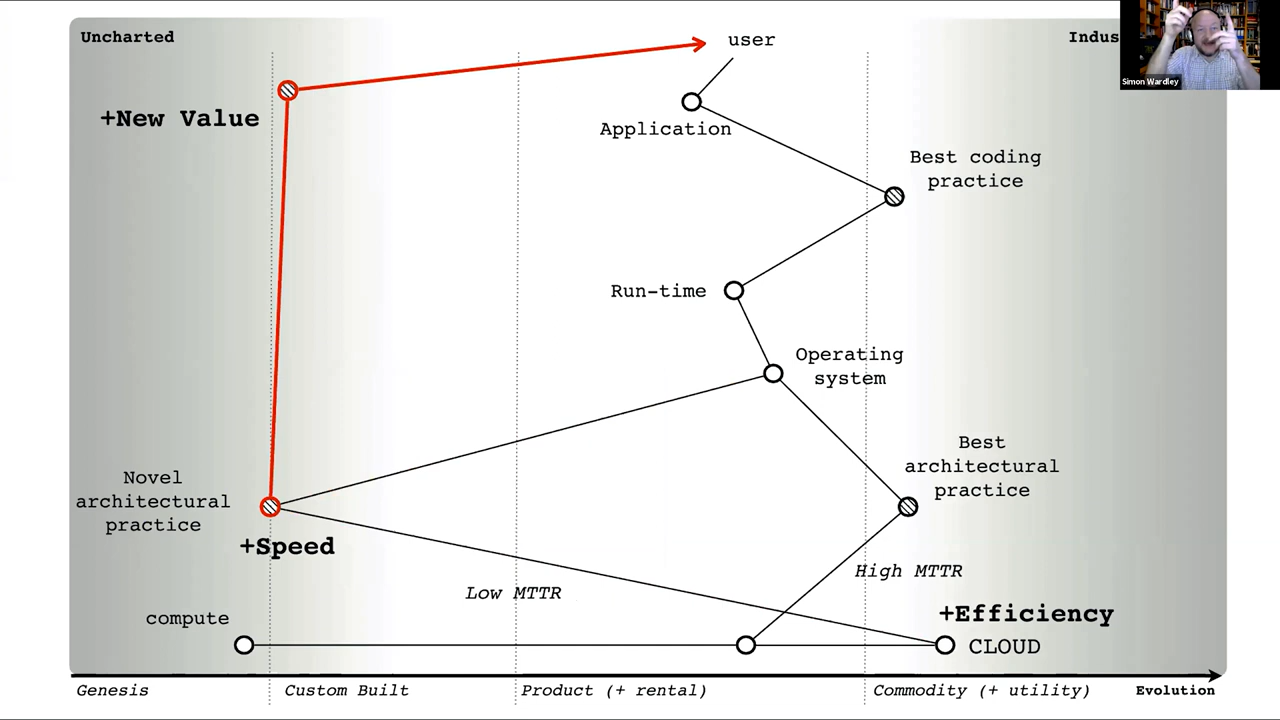 Uncharted
Indus
Simon Wardley
user
+New Value
Application
Best coding
practice
Run-time
Operating
system
Best
architectural
practice
Novel
architectural
practice
+Speed
High MTTR
Low MTTR
+Efficiency
compute
CLOUD
Genesis
Custom Built
Product (+ rental)
Commodity (+ utility)
Evolution